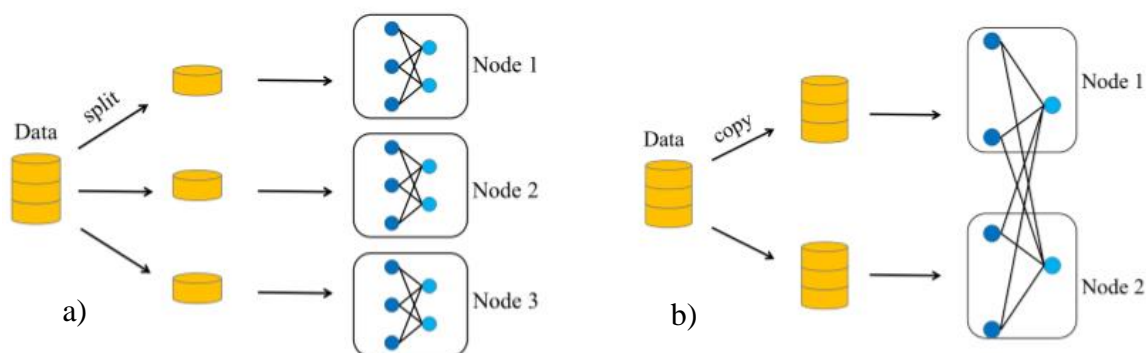 Data
split
Node 1
Node 2
Node 3
a)
Data
copy
Node 1
Node 2
b)